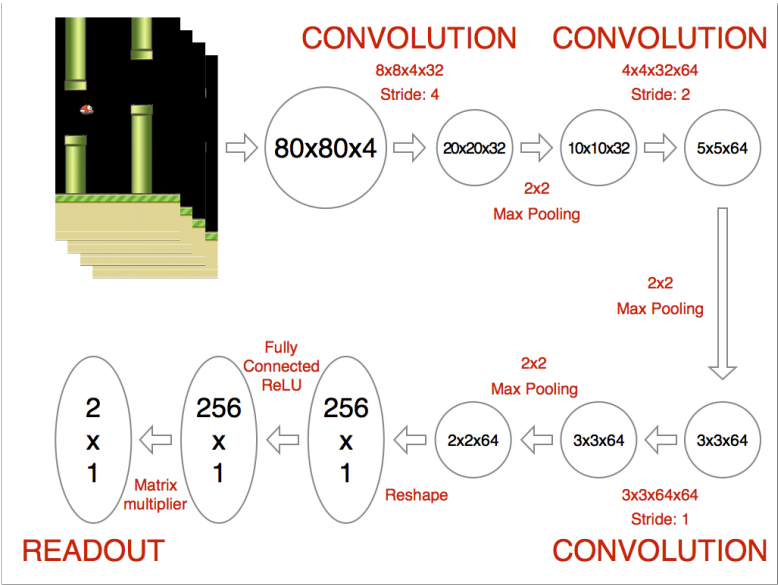 CONVOLUTION
8x8x4x32
Stride: 4
CONVOLUTION
4x4x32x64
Stride: 2
80x80x4
20x20x32
10x10x32
5x5x64
2x2
Max Pooling
2x2
Max Pooling
Fully
Connected
ReLU
2x2
Max Pooling
2
x
1
256
x
1
256
x
1
2x2x64
3x3x64
3x3x64
Matrix
multiplier
Reshape
3x3x64x64
Stride: 1
READOUT
CONVOLUTION